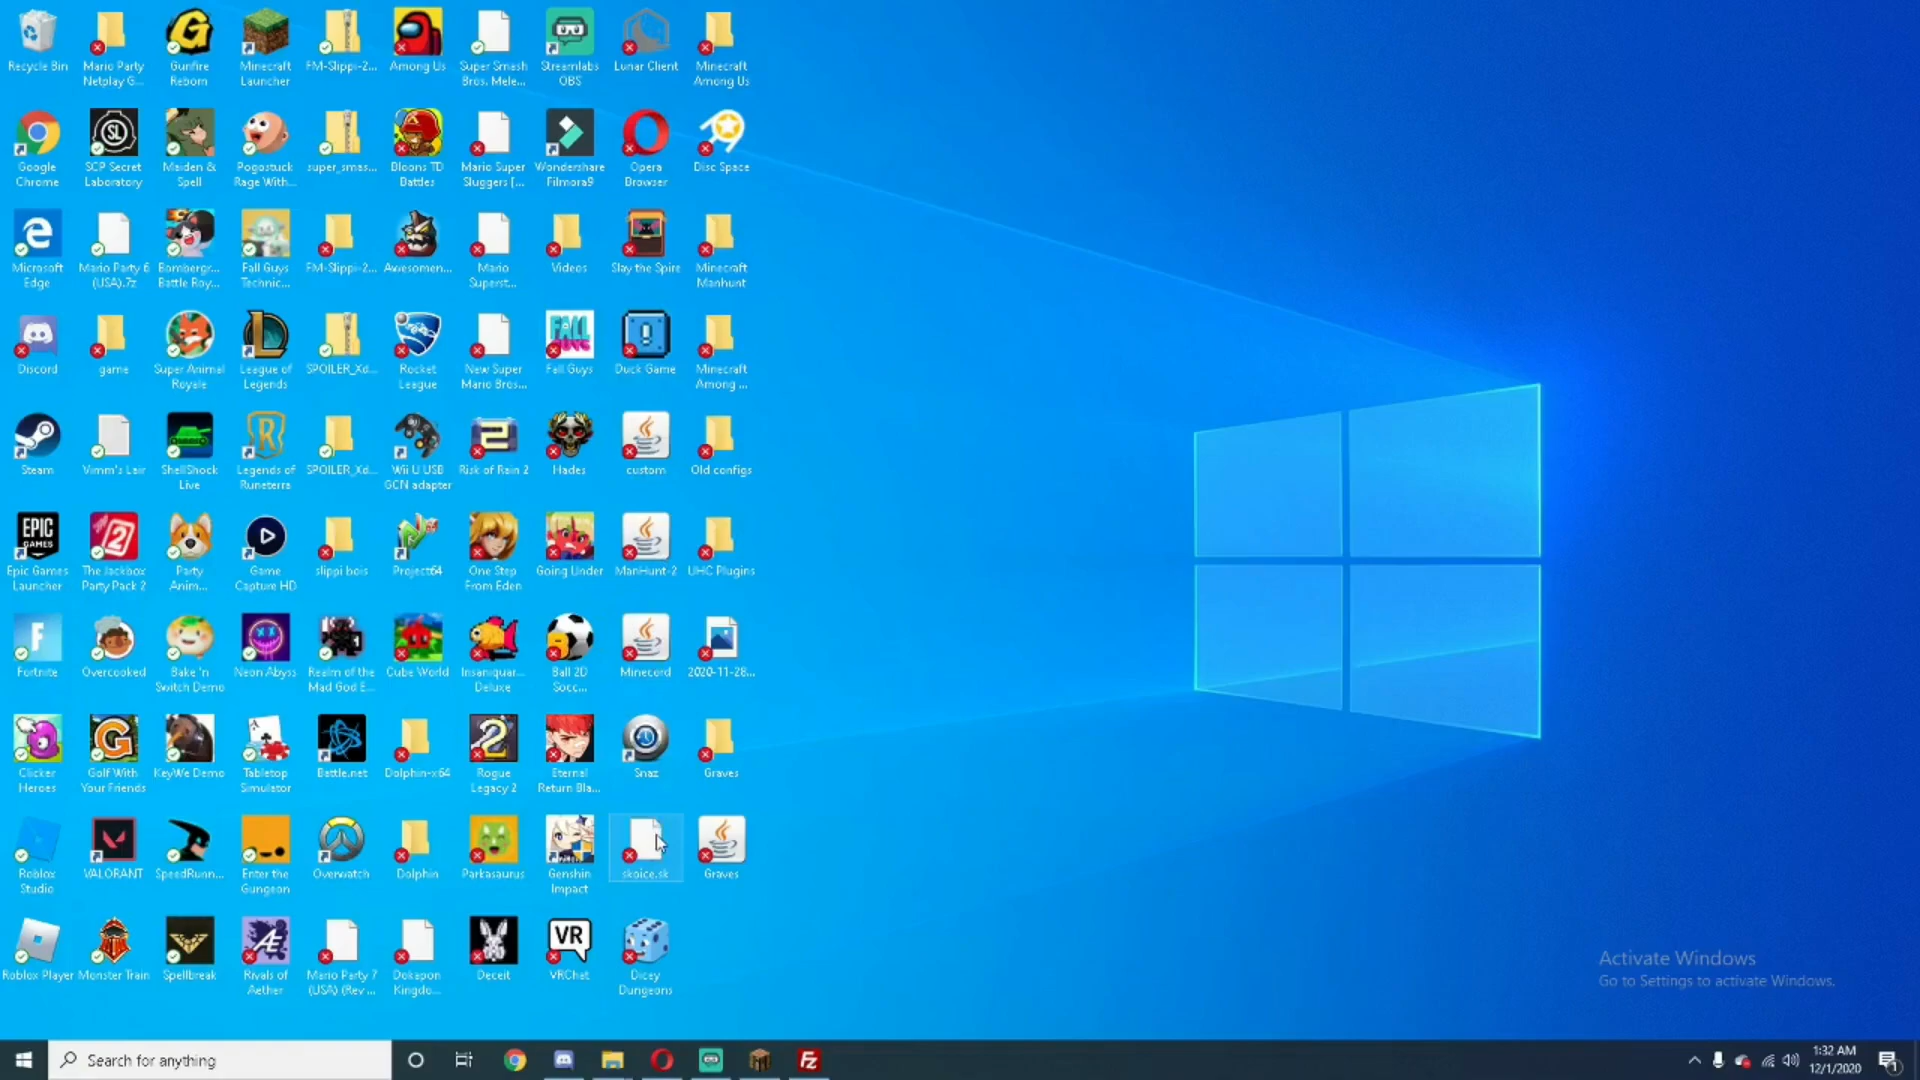 Recycle Bin
Mario Party
Netplay G...
Gunfire
Reborn
Minecraft
Launcher
FM-Slippi-2...
Among Us
Super Smash
Bros. Mele...
Streamlabs
OBS
Lunar Client
Minecraft
Among Us
Google
Chrome
SCP Secret
Laboratory
Maiden &
Spell
Pogostuck
Rage With...
super_smas...
Bloons TD
Battles
Mario Super
Sluggers [...
Wondershare
Filmora9
Opera
Browser
Disc Space
Microsoft
Edge
Mario Party 6
(USA).7z
Bombergr...
Battle Roy...
Fall Guys
Technic...
FM-Slippi-2...
Awesomen...
Mario
Superst...
Videos
Slay the Spire
Minecraft
Manhunt
Discord
game
Super Animal
Royale
League of
Legends
SPOILER_Xd...
Rocket
League
New Super
Mario Bros...
FALL
GUYS
Fall Guys
Duck Game
Minecraft
Among ...
Steam
Vimm's Lair
ShellShock
Live
Legends of
Runeterra
SPOILER_Xd...
Wii U USB
GCN adapter
Risk of Rain 2
Hades
custom
Old configs
EPIC
GAMES
Epic Games
Launcher
The Jackbox
Party Pack 2
Party
Anim...
Game
Capture HD
slippi bois
Project64
One Step
From Eden
Going Under
ManHunt-2
UHC Plugins
Fortnite
Overcooked
Bake 'n
Switch Demo
Neon Abyss
Realm of the
Mad God E...
Cube World
Insaniquar...
Deluxe
Ball 2D
Socc...
Minecord
2020-11-28...
Clicker
Heroes
Golf With
Your Friends
KeyWe Demo
Tabletop
Simulator
Battle.net
Dolphin-x64
Rogue
Legacy 2
Eternal
Return Bla...
Snaz
Graves
Roblox
Studio
VALORANT
SpeedRunn...
Enter the
Gungeon
Overwatch
Dolphin
Parkasaurus
Genshin
Impact
skoice.sk
Graves
Roblox Player
Monster Train
Spellbreak
Rivals of
Aether
Mario Party 7
(USA) (Rev ...
Dokapon
Kingdo...
Deceit
VR
VRChat
Dicey
Dungeons
Activate Windows
Go to Settings to activate Windows.
Search for anything
1:32 AM
12/1/2020